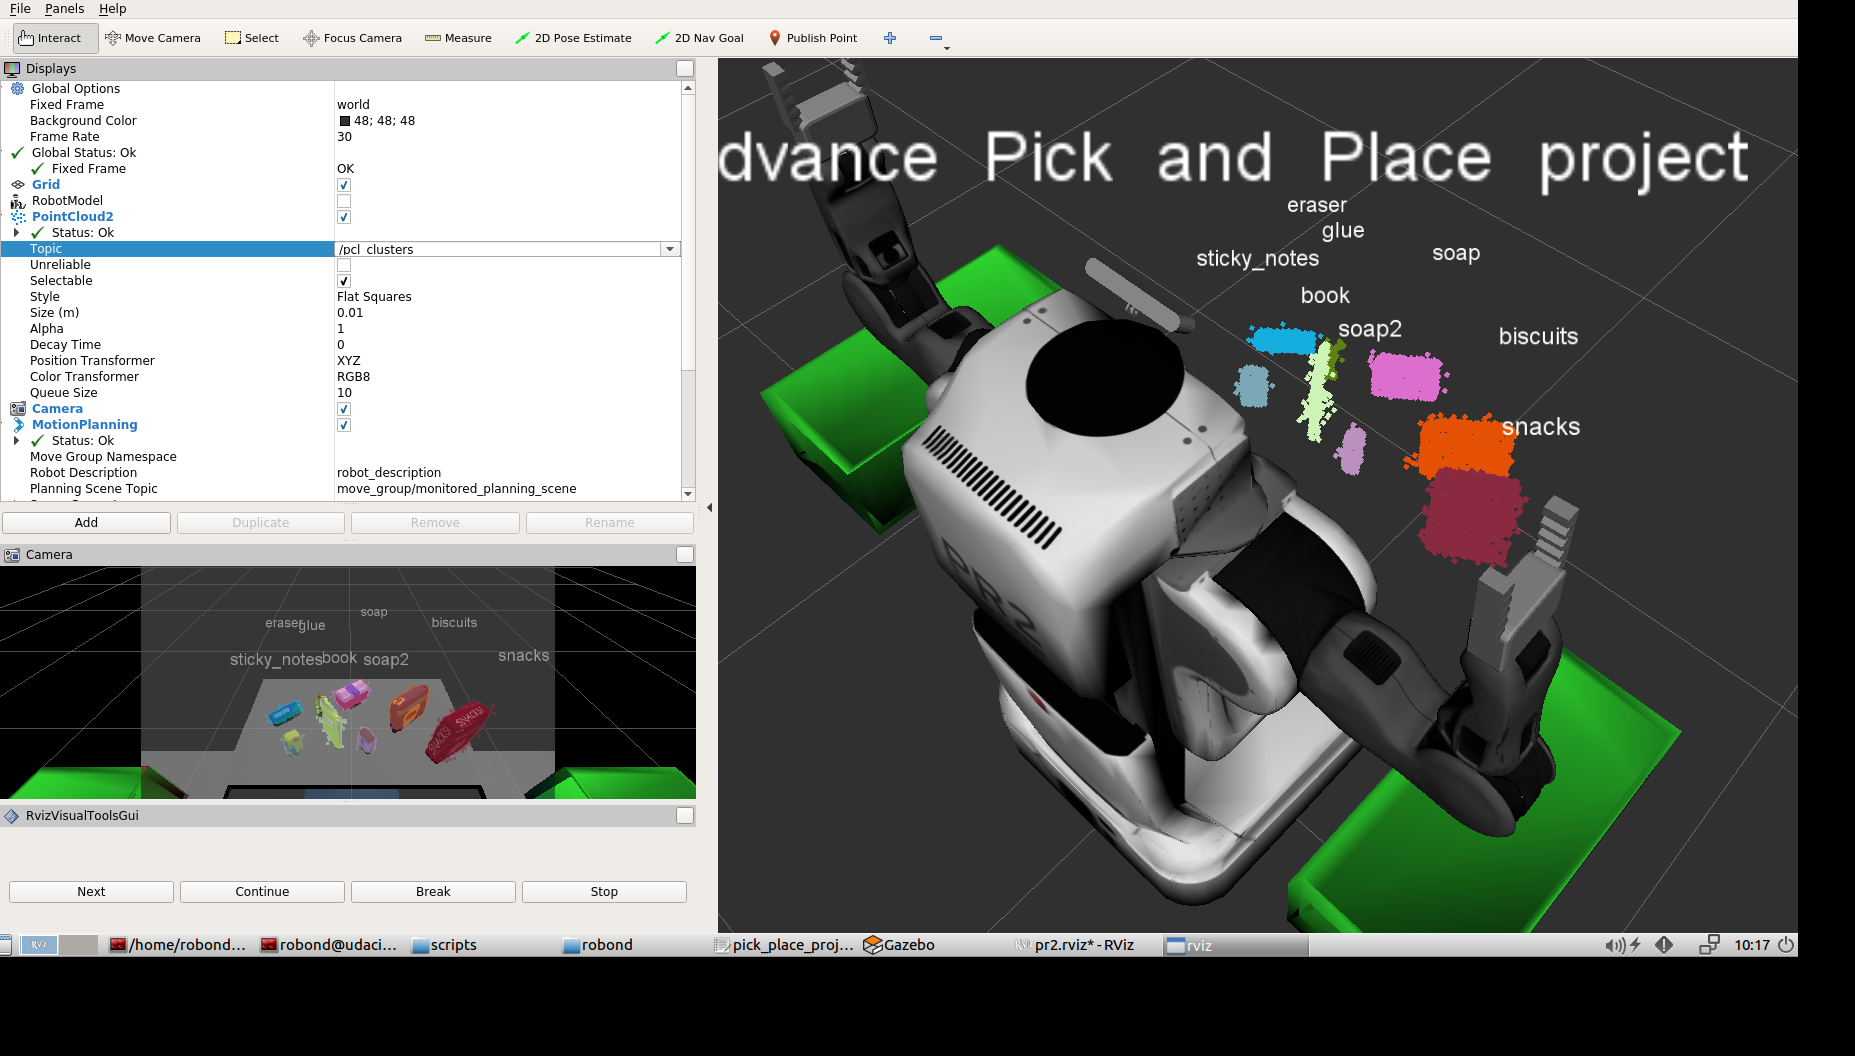 File Panels Help
Interact Move Camera Select Focus Camera Measure 2D Pose Estimate 2D Nav Goal Publish Point
Displays
Global Options
Fixed Frame world
Background Color 48; 48; 48
Frame Rate 30
Global Status: Ok
Fixed Frame OK
Grid
RobotModel
PointCloud2
Status: Ok
Topic /pcl_clusters
Unreliable
Selectable
Style Flat Squares
Size (m) 0.01
Alpha 1
Decay Time 0
Position Transformer XYZ
Color Transformer RGB8
Queue Size 10
Camera
MotionPlanning
Status: Ok
Move Group Namespace
Robot Description robot_description
Planning Scene Topic move_group/monitored_planning_scene
Add Duplicate Remove Rename
Camera
soap
eraser glue biscuits
sticky_notes book soap2 snacks
SNACKS
SNACKS
RvizVisualToolsGui
Next Continue Break Stop
dvance Pick and Place project
eraser
glue
sticky_notes soap
book
soap2 biscuits
snacks
PR2
RViz /home/robond... robond@udaci... scripts robond pick_place_proj... Gazebo RViz pr2.rviz* - RViz rviz 10:17